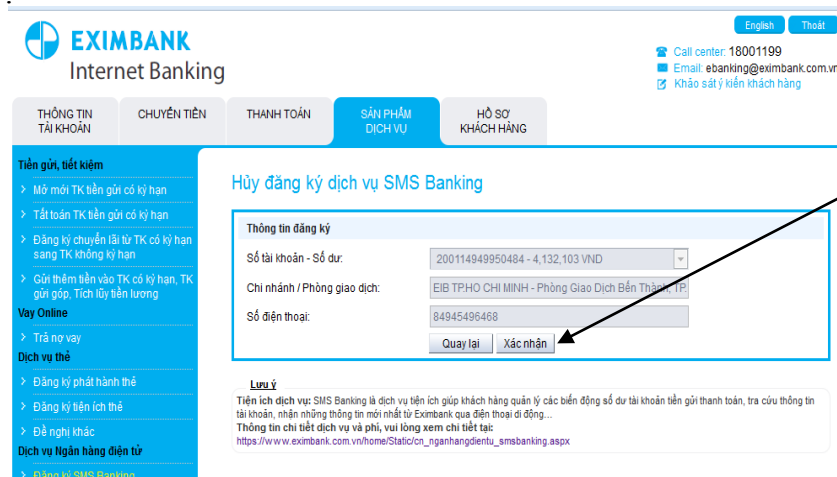 English Thoát
EXIMBANK
Internet Banking
Call center: 18001199
Email: ebanking@eximbank.com.vn
Khảo sát ý kiến khách hàng
THÔNG TIN
TÀI KHOẢN
CHUYỂN TIỀN
THANH TOÁN
SẢN PHẨM
DỊCH VỤ
HỒ SƠ
KHÁCH HÀNG
Tiền gửi, tiết kiệm
Mở mới TK tiền gửi có kỳ hạn
Tất toán TK tiền gửi có kỳ hạn
Đăng ký chuyển lãi từ TK có kỳ hạn
sang TK không kỳ hạn
Gửi thêm tiền vào TK có kỳ hạn, TK
gửi góp, Tích lũy tiền lương
Vay Online
Trả nợ vay
Dịch vụ thẻ
Đăng ký phát hành thẻ
Đăng ký tiện ích thẻ
Đề nghị khác
Dịch vụ Ngân hàng điện tử
Đăng ký SMS Banking
Hủy đăng ký dịch vụ SMS Banking
Thông tin đăng ký
Số tài khoản - Số dư: 200114949950484 - 4,132,103 VND
Chi nhánh / Phòng giao dịch: EIB TP.HO CHI MINH - Phòng Giao Dịch Bến Thành, TP.
Số điện thoại: 84945496468
Quay lại Xác nhận
Lưu ý
Tiện ích dịch vụ: SMS Banking là dịch vụ tiện ích giúp khách hàng quản lý các biến động số dư tài khoản tiền gửi thanh toán, tra cứu thông tin
tài khoản, nhận những thông tin mới nhất từ Eximbank qua điện thoại di động...
Thông tin chi tiết dịch vụ và phí, vui lòng xem chi tiết tại:
https://www.eximbank.com.vn/home/Static/cn_nganhangdientu_smsbanking.aspx